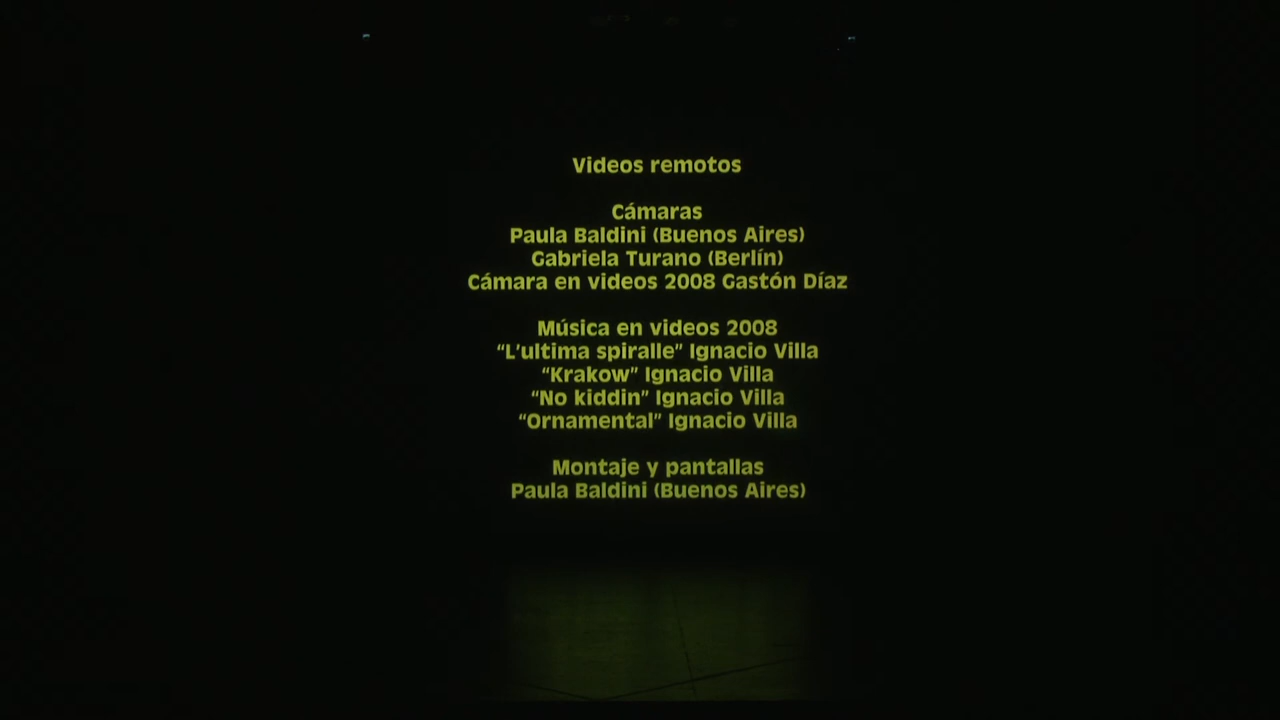 Videos remotos
Cámaras
Paula Baldini (Buenos Aires)
Gabriela Turano (Berlín)
Cámara en videos 2008 Gastón Díaz
Música en videos 2008
“L’ultima spiralle” Ignacio Villa
“Krakow” Ignacio Villa
“No kiddin” Ignacio Villa
“Ornamental” Ignacio Villa
Montaje y pantallas
Paula Baldini (Buenos Aires)